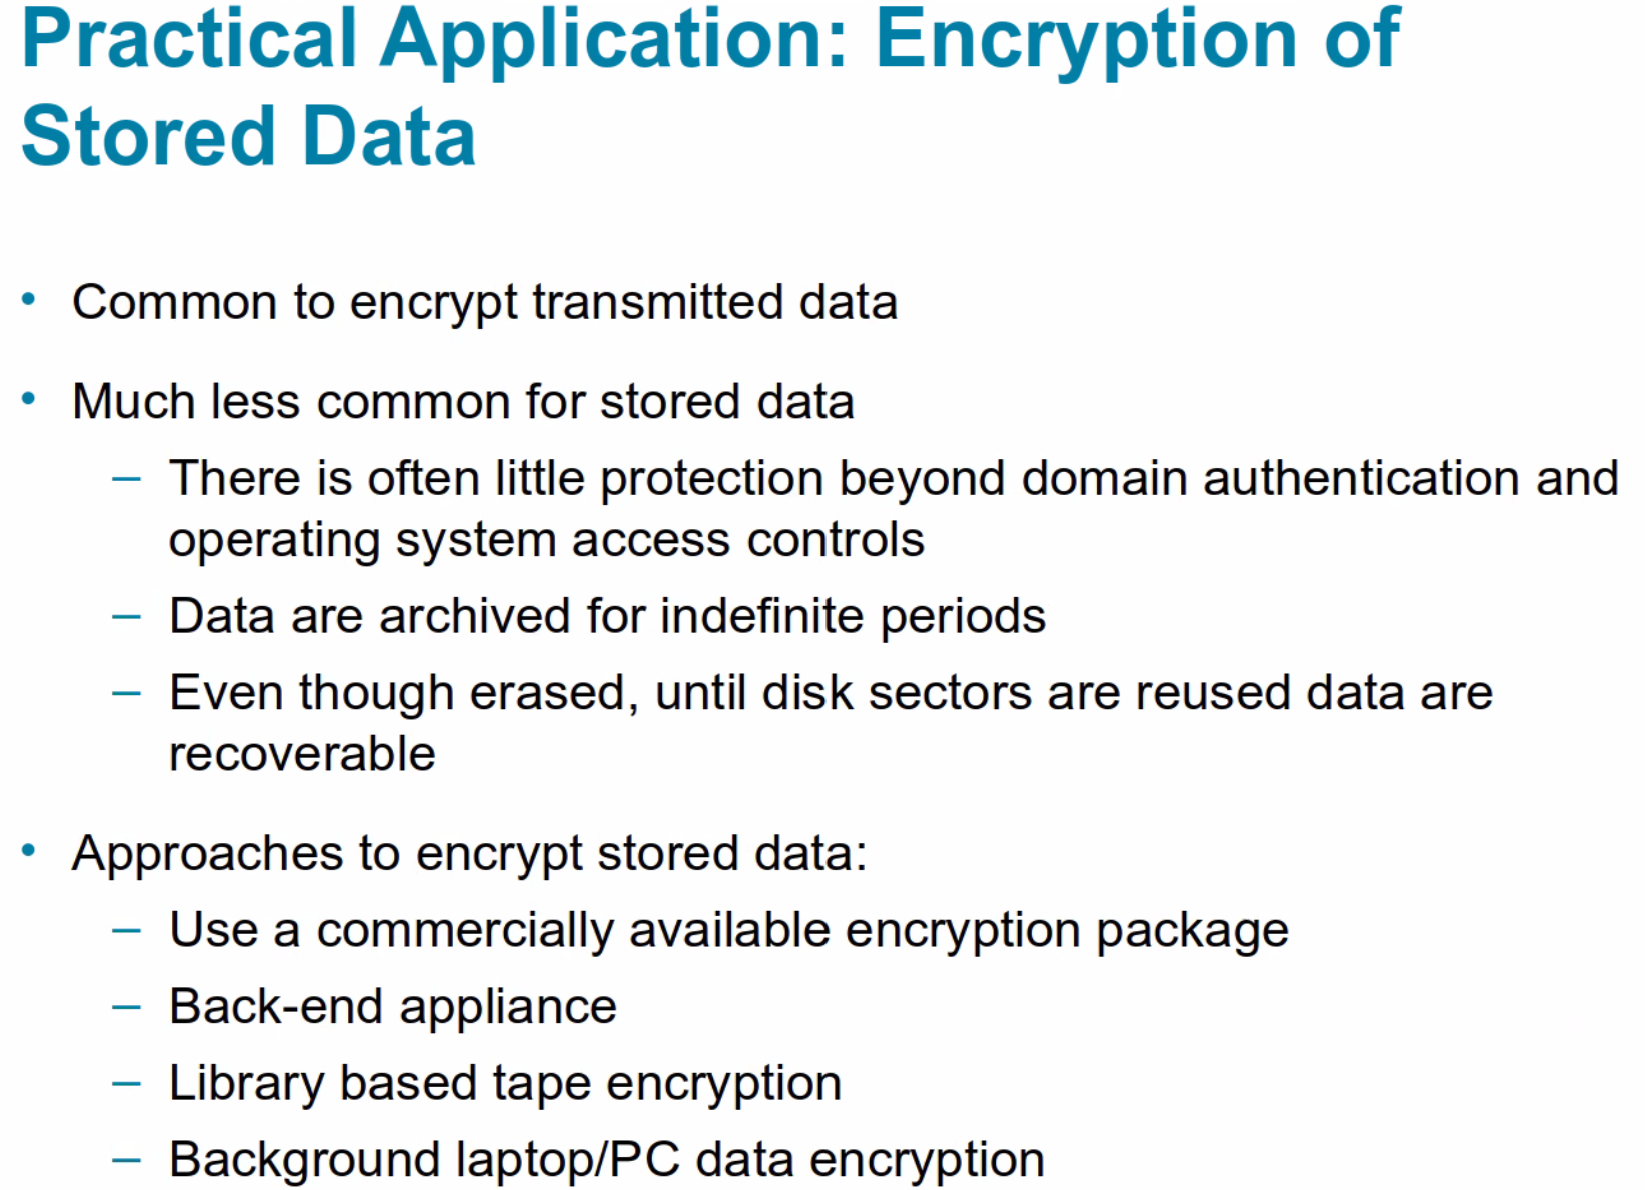 Practical Application: Encryption of
Stored Data
• Common to encrypt transmitted data
• Much less common for stored data
– There is often little protection beyond domain authentication and
operating system access controls
– Data are archived for indefinite periods
– Even though erased, until disk sectors are reused data are
recoverable
• Approaches to encrypt stored data:
– Use a commercially available encryption package
– Back-end appliance
– Library based tape encryption
– Background laptop/PC data encryption